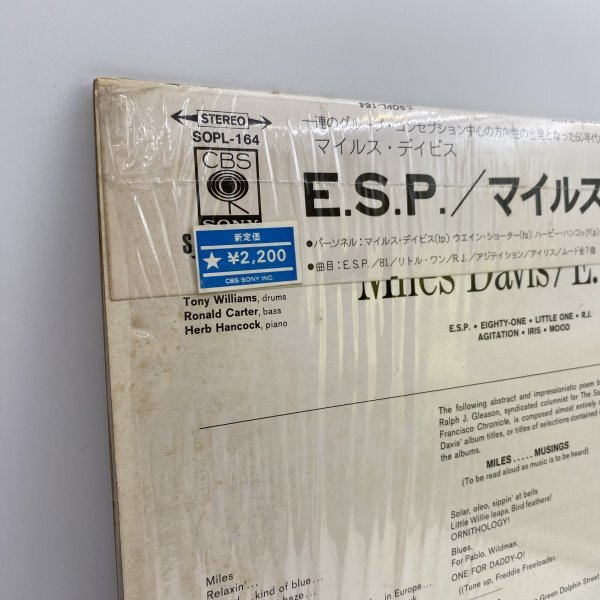 STEREO
SOPL-164
CBS
SONY
SOPL-164
一連のグループ・コンセプション中心の方向性の出発となった60年代
マイルス・デイビス
E.S.P./マイルス
新定価
★ ¥2,200
CBS/SONY INC.
●パーソネル:マイルス・デイビス(tp) ウエイン・ショーター(ts) ハービー・ハンコック(p)
●曲目:E.S.P./81/リトル・ワン/R.J./アジテイション/アイリス/ムード全7曲
Miles Davis/E.
Tony Williams, drums
Ronald Carter, bass
Herb Hancock, piano
E.S.P. • EIGHTY-ONE • LITTLE ONE • R.J.
AGITATION • IRIS • MOOD
The following abstract and impressionistic poem b
Ralph J. Gleason, syndicated columnist for The Sa
Francisco Chronicle, is composed almost entirely o
Davis' album titles, or titles of selections contained
the albums.
MILES ..... MUSINGS
(To be read aloud as music is to be heard)
Solar, oleo, sippin' at bells
Little Willie leaps. Bird feathers!
ORNITHOLOGY!
Blues.
For Pablo. Wildman.
ONE FOR DADDY-O!
((Tune up, Freddie Freeloader.
Green Dolphin Street
Miles
Relaxin'...
kind of blue...
haze...
in Europe...